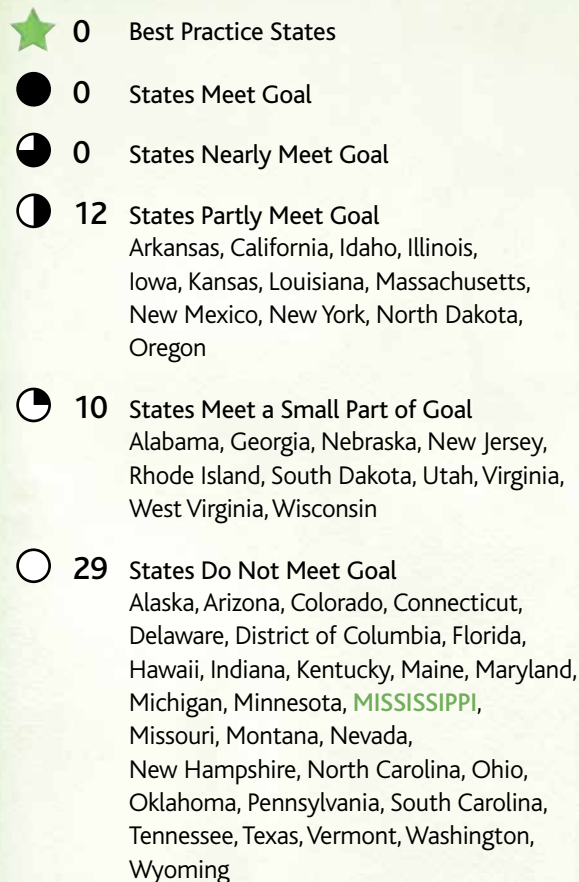 0 Best Practice States
0 States Meet Goal
0 States Nearly Meet Goal
12 States Partly Meet Goal
Arkansas, California, Idaho, Illinois,
Iowa, Kansas, Louisiana, Massachusetts,
New Mexico, New York, North Dakota,
Oregon
10 States Meet a Small Part of Goal
Alabama, Georgia, Nebraska, New Jersey,
Rhode Island, South Dakota, Utah, Virginia,
West Virginia, Wisconsin
29 States Do Not Meet Goal
Alaska, Arizona, Colorado, Connecticut,
Delaware, District of Columbia, Florida,
Hawaii, Indiana, Kentucky, Maine, Maryland,
Michigan, Minnesota, MISSISSIPPI,
Missouri, Montana, Nevada,
New Hampshire, North Carolina, Ohio,
Oklahoma, Pennsylvania, South Carolina,
Tennessee, Texas, Vermont, Washington,
Wyoming